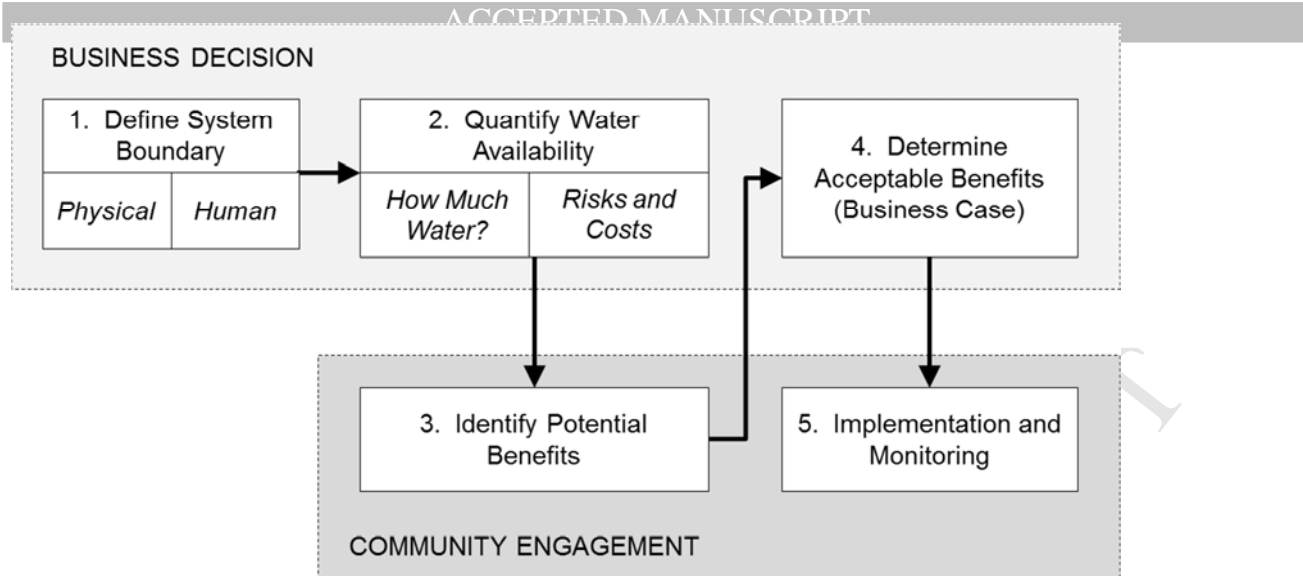 ACCEPTED MANUSCRIPT
BUSINESS DECISION
1. Define System
Boundary
Physical
Human
2. Quantify Water
Availability
How Much
Water?
Risks and
Costs
4. Determine
Acceptable Benefits
(Business Case)
3. Identify Potential
Benefits
5. Implementation and
Monitoring
COMMUNITY ENGAGEMENT